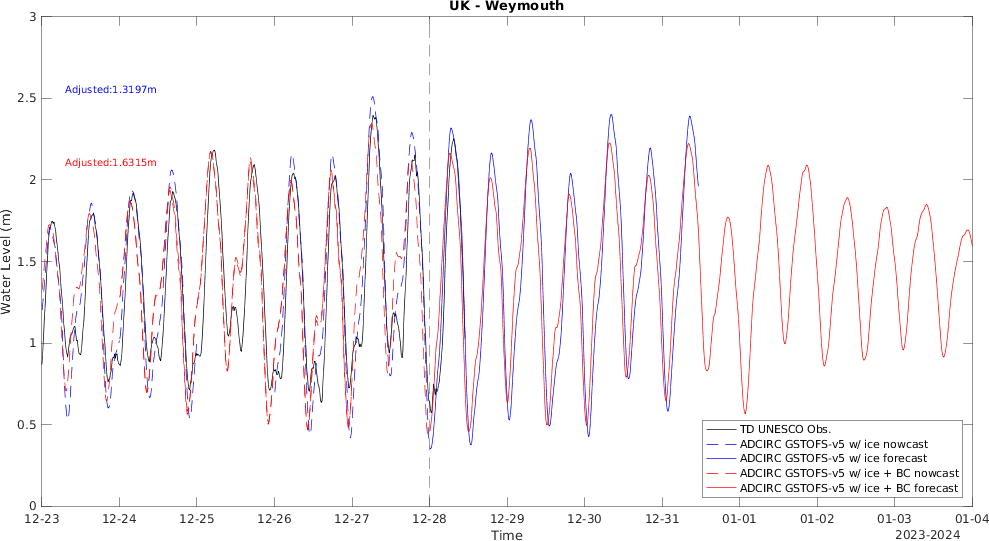 UK - Weymouth
3
2.5
2
1.5
1
0.5
0
Water Level (m)
Adjusted:1.3197m
Adjusted:1.6315m
TD UNESCO Obs.
ADCIRC GSTOFS-v5 w/ ice nowcast
ADCIRC GSTOFS-v5 w/ ice forecast
ADCIRC GSTOFS-v5 w/ ice + BC nowcast
ADCIRC GSTOFS-v5 w/ ice + BC forecast
12-23 12-24 12-25 12-26 12-27 12-28 12-29 12-30 12-31 01-01 01-02 01-03 01-04
Time
2023-2024